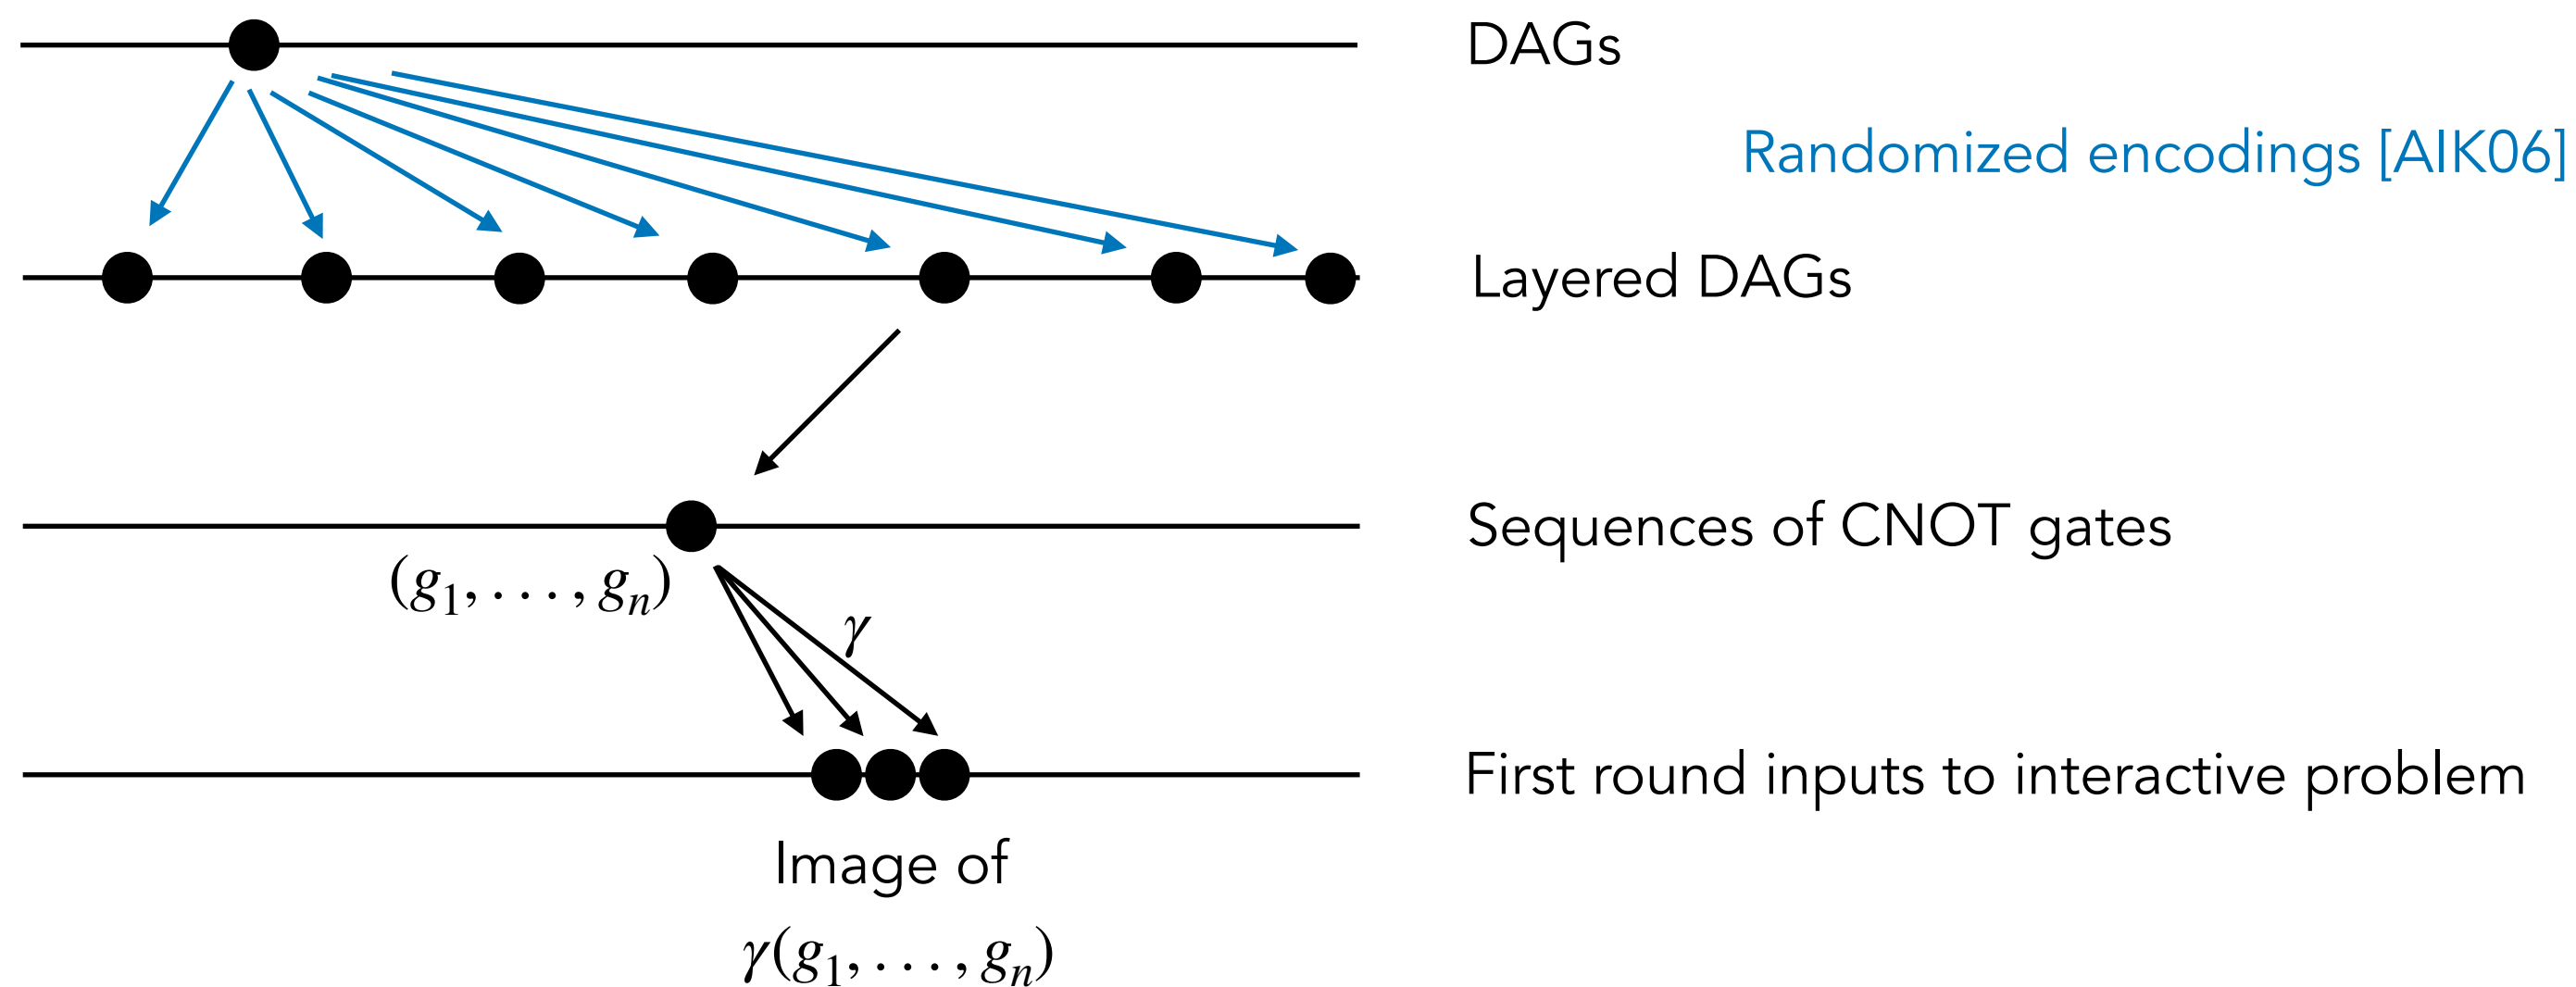 DAGs
Randomized encodings [AIK06]
Layered DAGs
Sequences of CNOT gates
(g₁, . . . , gₙ)
γ
First round inputs to interactive problem
Image of
γ(g₁, . . . , gₙ)